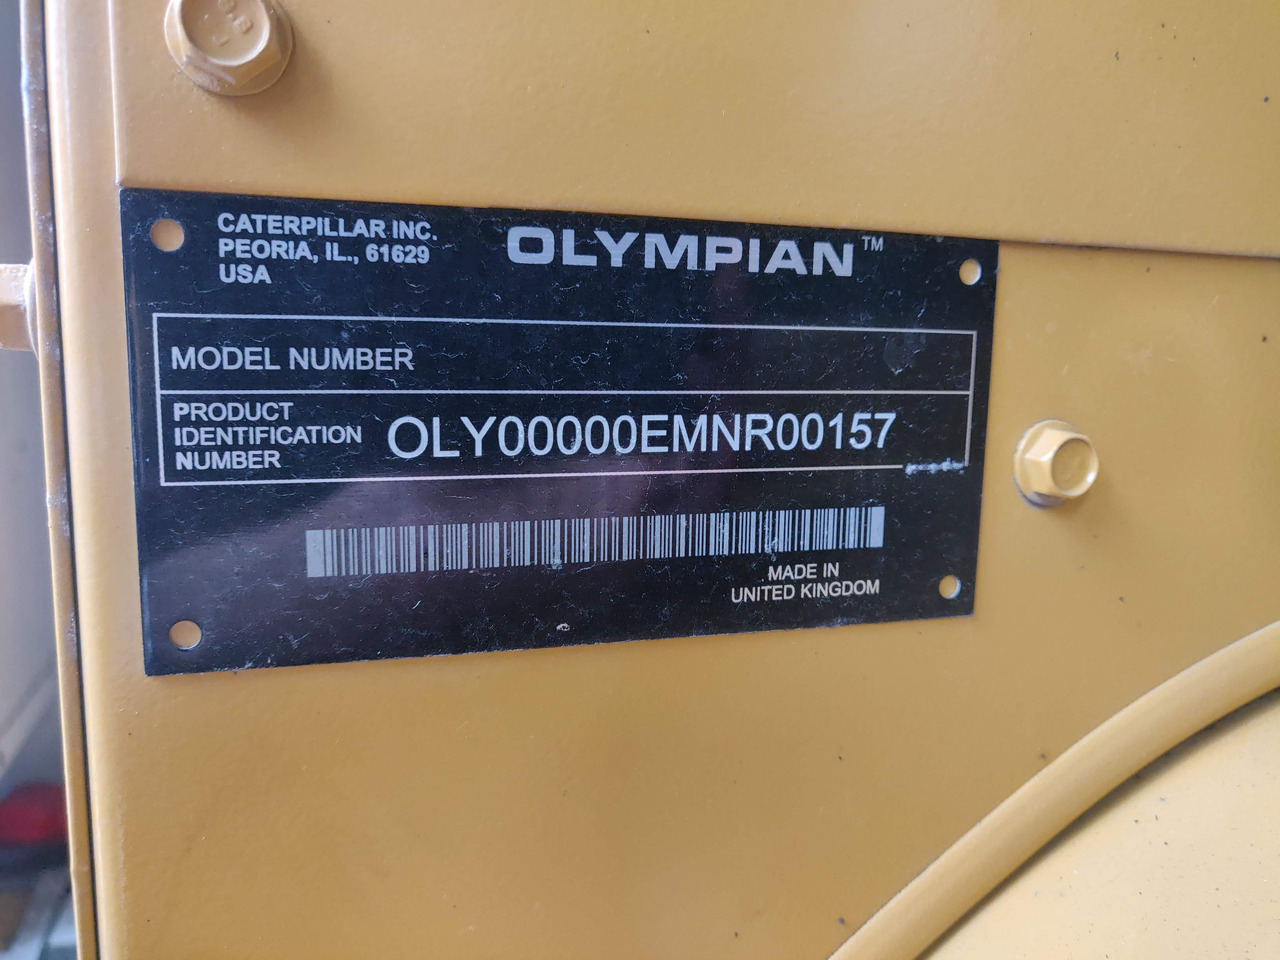 CATERPILLAR INC.
PEORIA, IL., 61629
USA
OLYMPIAN™
MODEL NUMBER
PRODUCT
IDENTIFICATION
NUMBER
OLY00000EMNR00157
MADE IN
UNITED KINGDOM